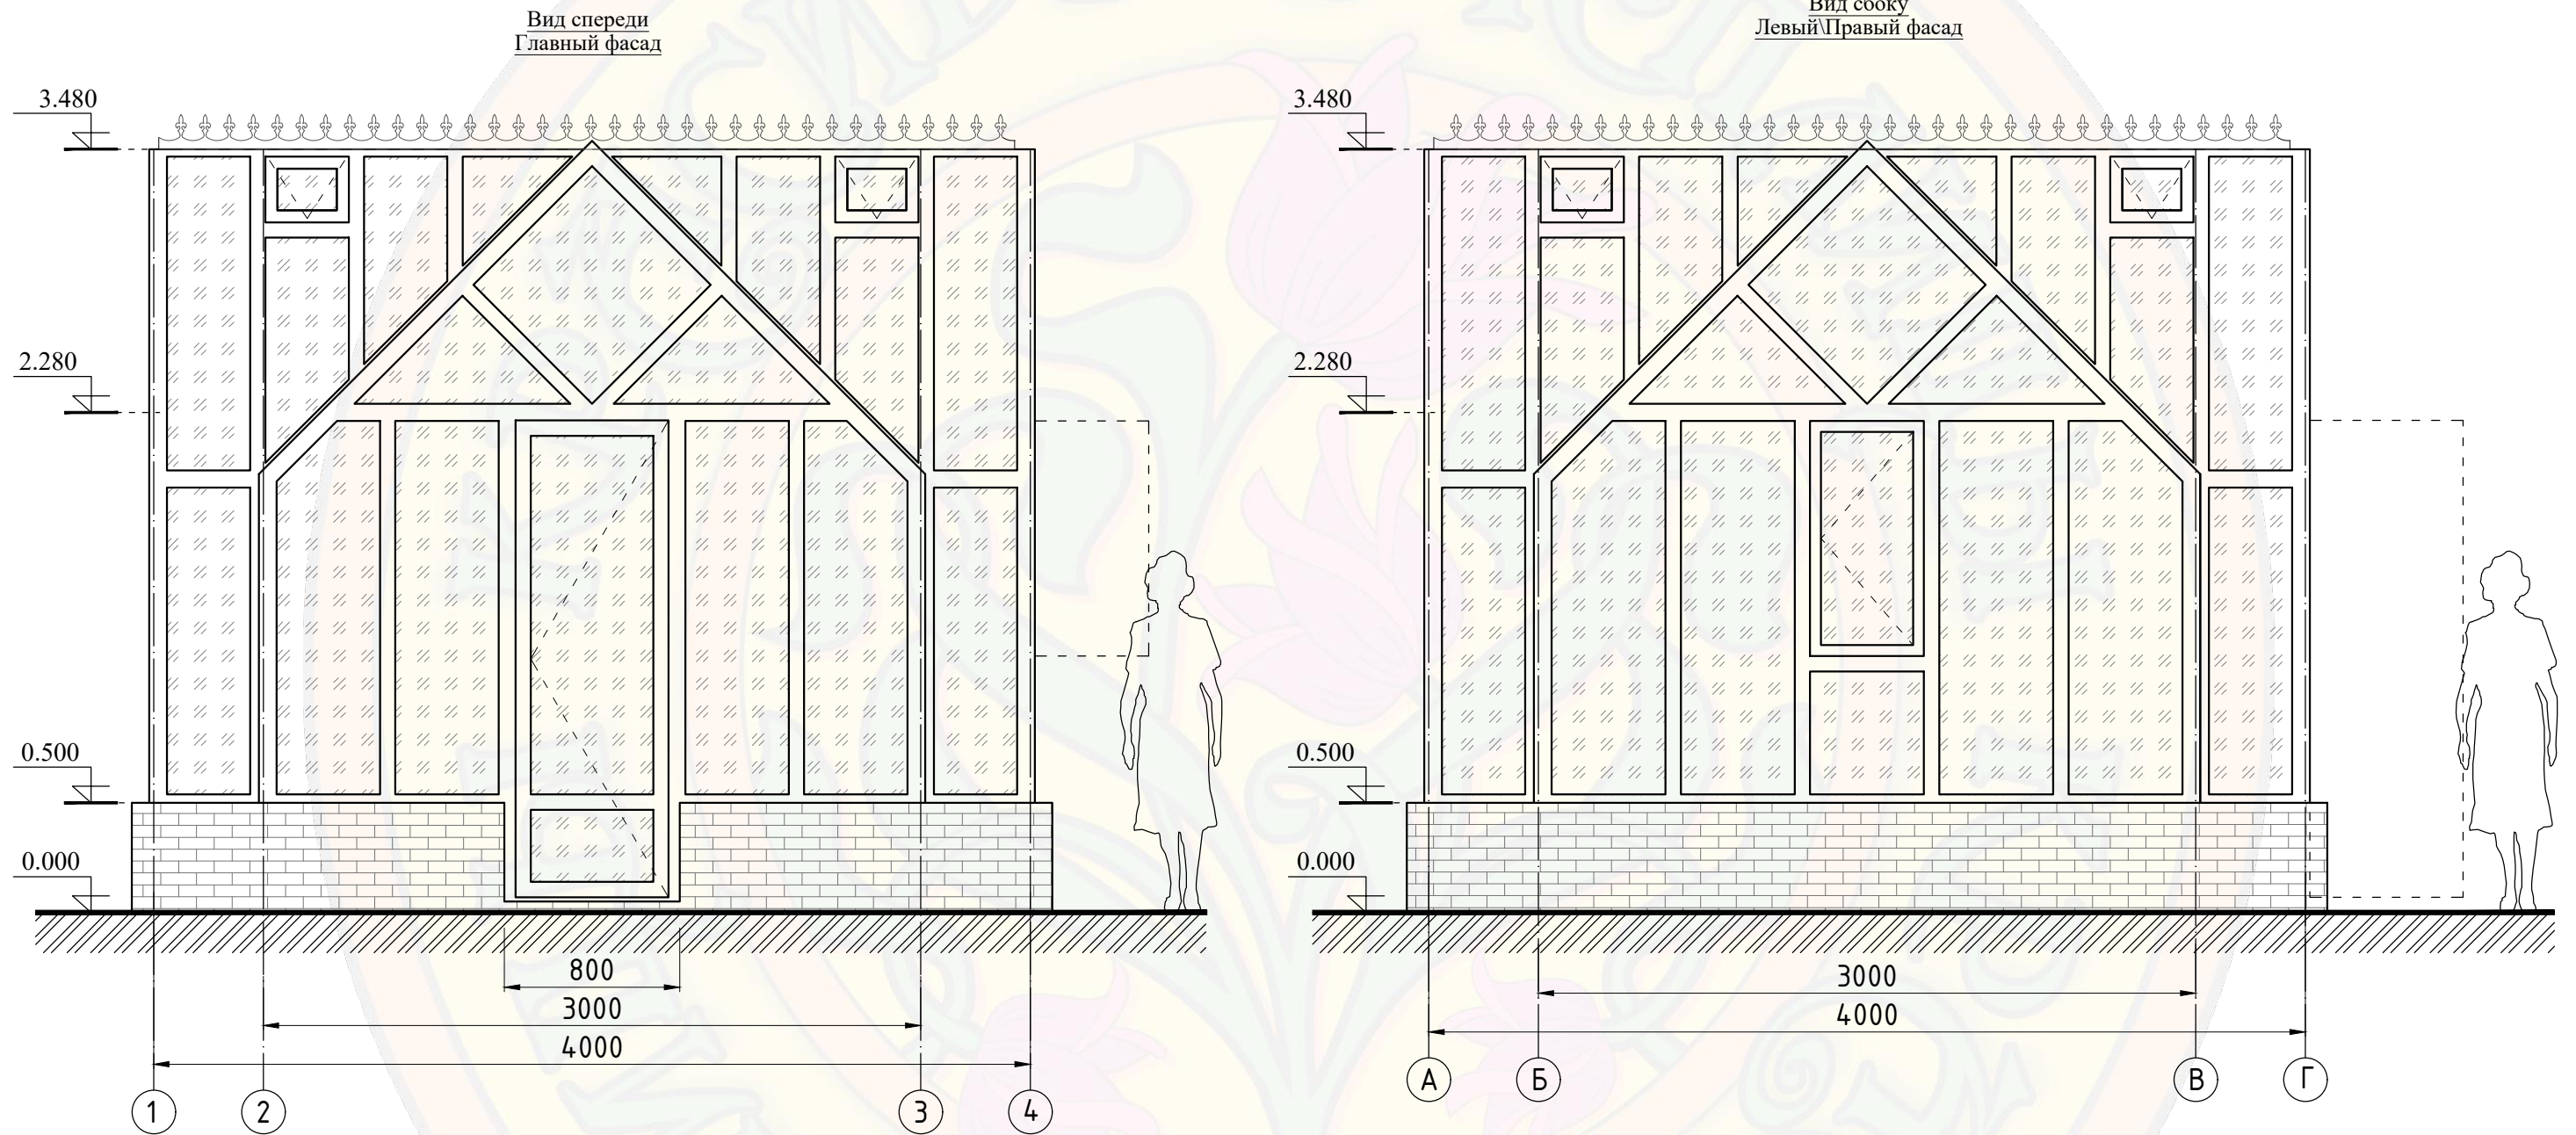 Вид спереди
Главный фасад
Вид сбоку
Левый\Правый фасад
3.480
2.280
0.500
0.000
800
3000
4000
1
2
3
4
3.480
2.280
0.500
0.000
3000
4000
А
Б
В
Г